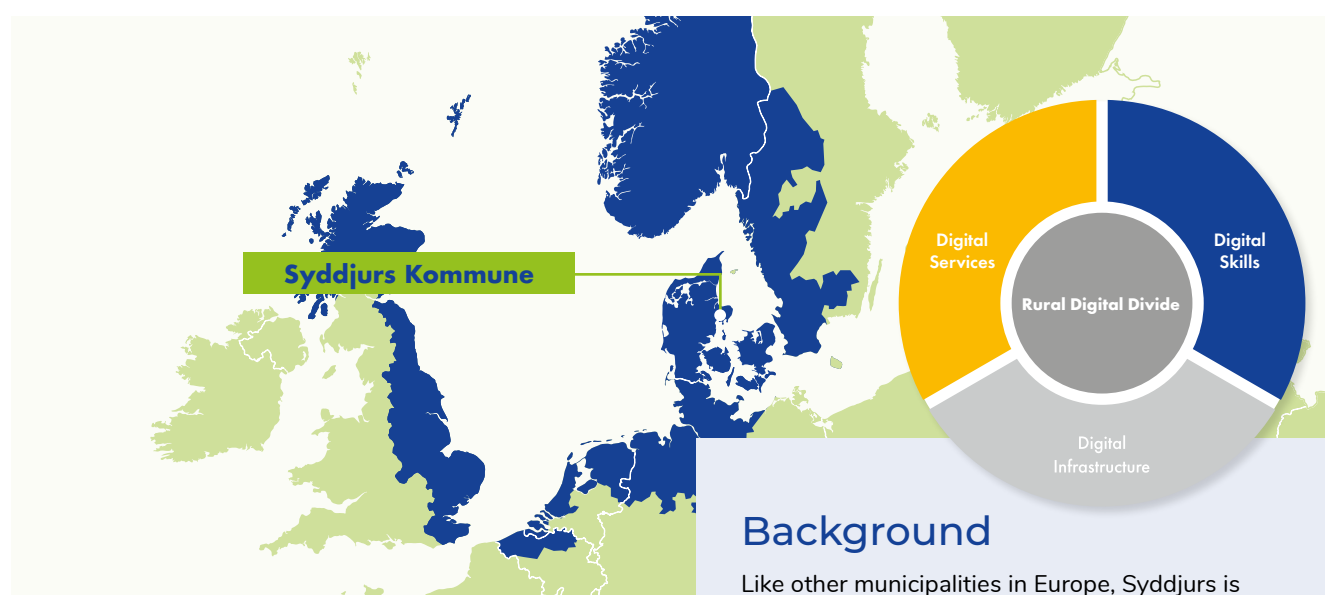 Syddjurs Kommune
Digital
Services
Digital
Skills
Rural Digital Divide
Digital
Infrastructure
Background
Like other municipalities in Europe, Syddjurs is